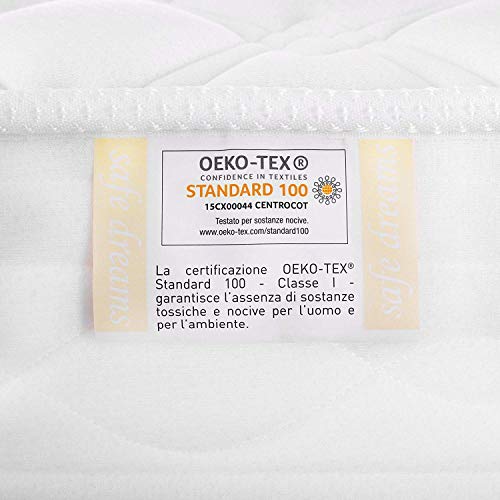 OEKO-TEX®
CONFIDENCE IN TEXTILES
STANDARD 100
15CX00044 CENTROCOT
Testato per sostanze nocive.
www.oeko-tex.com/standard100
La certificazione OEKO-TEX®
Standard 100 - Classe I -
garantisce l'assenza di sostanze
tossiche e nocive per l'uomo e
per l'ambiente.
safe dreams
safe dreams